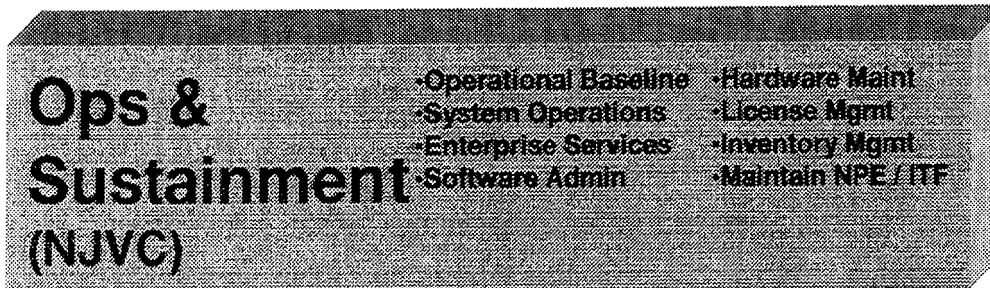 Ops &
Sustainment
(NJVC)
•Operational Baseline
•System Operations
•Enterprise Services
•Software Admin
•Hardware Maint
•License Mgmt
•Inventory Mgmt
•Maintain NPE / ITF